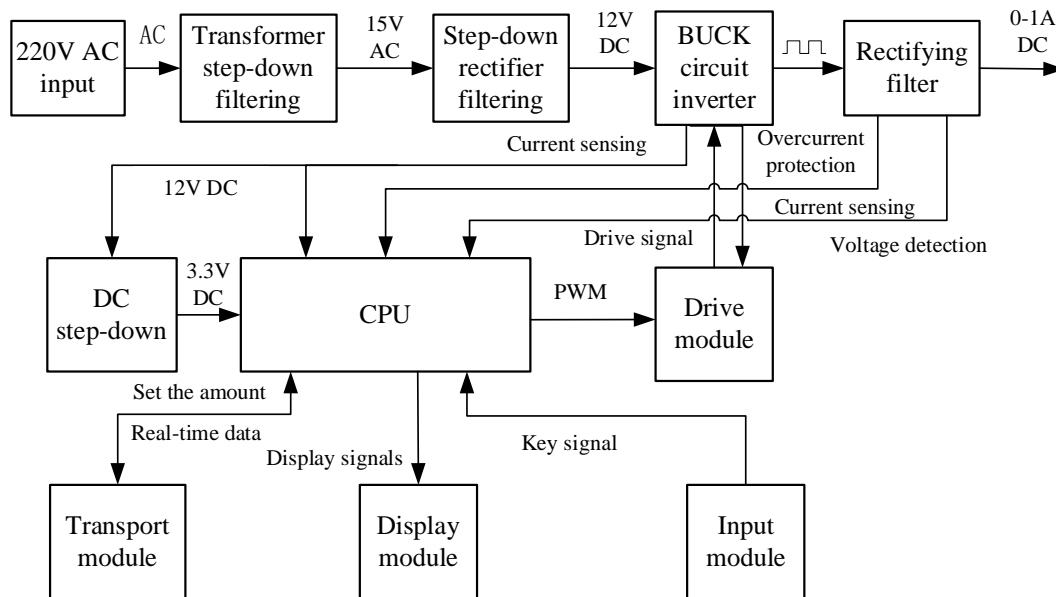 220V AC
input
AC
Transformer
step-down
filtering
15V
AC
Step-down
rectifier
filtering
12V
DC
BUCK
circuit
inverter
Rectifying
filter
0-1A
DC
Current sensing
Overcurrent
protection
12V DC
Current sensing
Drive signal
Voltage detection
DC
step-down
3.3V
DC
CPU
PWM
Drive
module
Set the amount
Real-time data
Display signals
Key signal
Transport
module
Display
module
Input
module